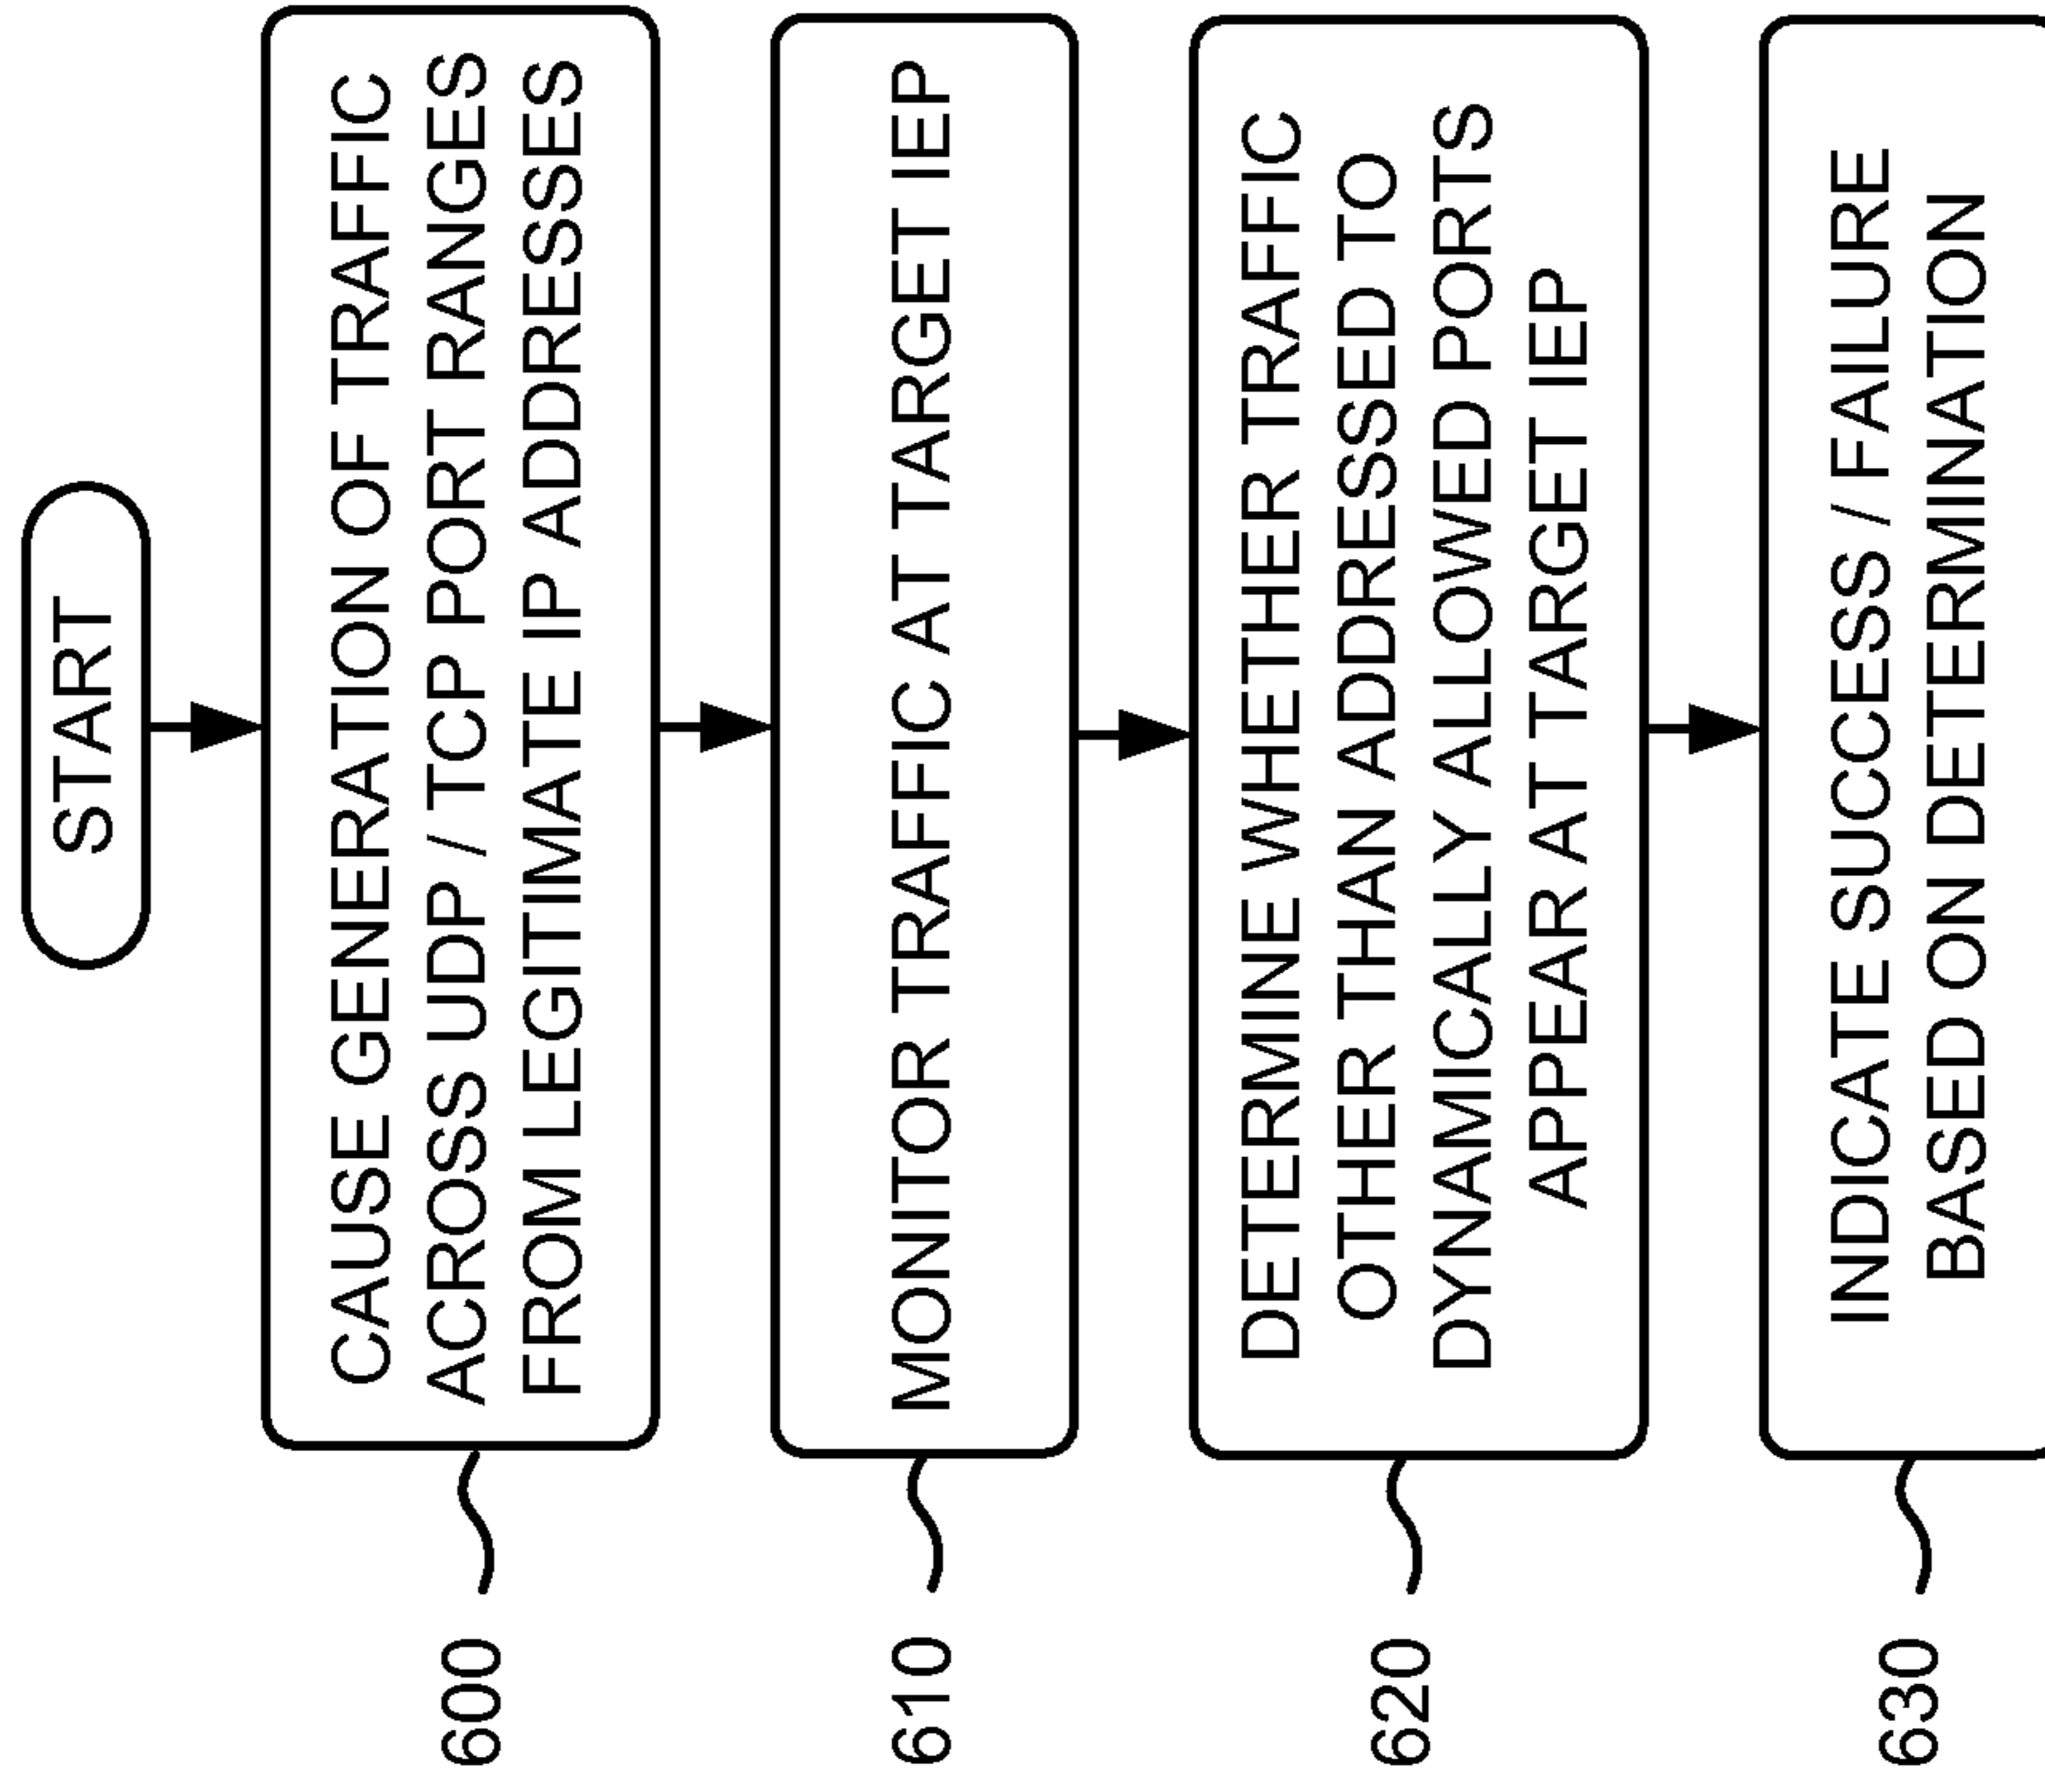 START
CAUSE GENERATION OF TRAFFIC
ACROSS UDP / TCP PORT RANGES
FROM LEGITIMATE IP ADDRESSES
600
MONITOR TRAFFIC AT TARGET IEP
610
DETERMINE WHETHER TRAFFIC
OTHER THAN ADDRESSED TO
DYNAMICALLY ALLOWED PORTS
APPEAR AT TARGET IEP
620
INDICATE SUCCESS / FAILURE
BASED ON DETERMINATION
630